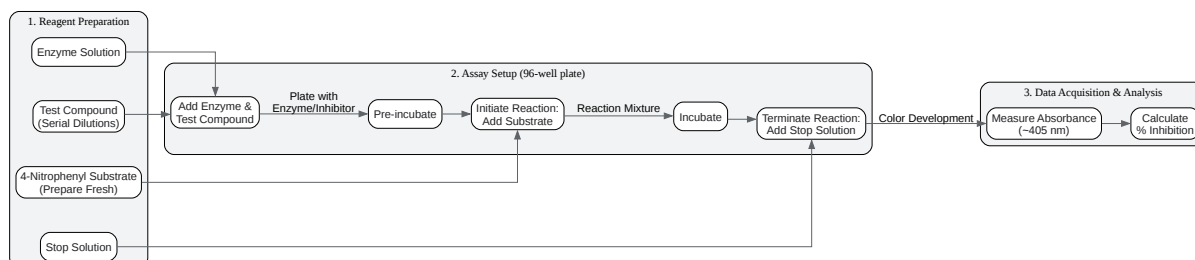 1. Reagent Preparation
Enzyme Solution
Test Compound
(Serial Dilutions)
4-Nitrophenyl Substrate
(Prepare Fresh)
Stop Solution
2. Assay Setup (96-well plate)
Add Enzyme &
Test Compound
Plate with
Enzyme/Inhibitor
Pre-incubate
Initiate Reaction:
Add Substrate
Reaction Mixture
Incubate
Terminate Reaction:
Add Stop Solution
Color Development
3. Data Acquisition & Analysis
Measure Absorbance
(~405 nm)
Calculate
% Inhibition